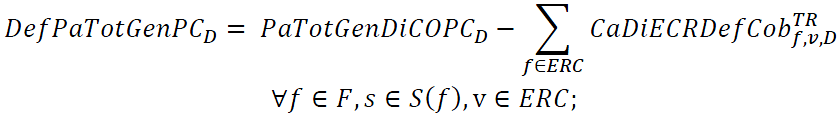 DefPaTotGenPC_D = PaTotGenDiCOPC_D − ∑_{f∈ERC} CaDiECRDefCob^{TR}_{f,v,D}
∀f ∈ F, s ∈ S(f), v ∈ ERC;